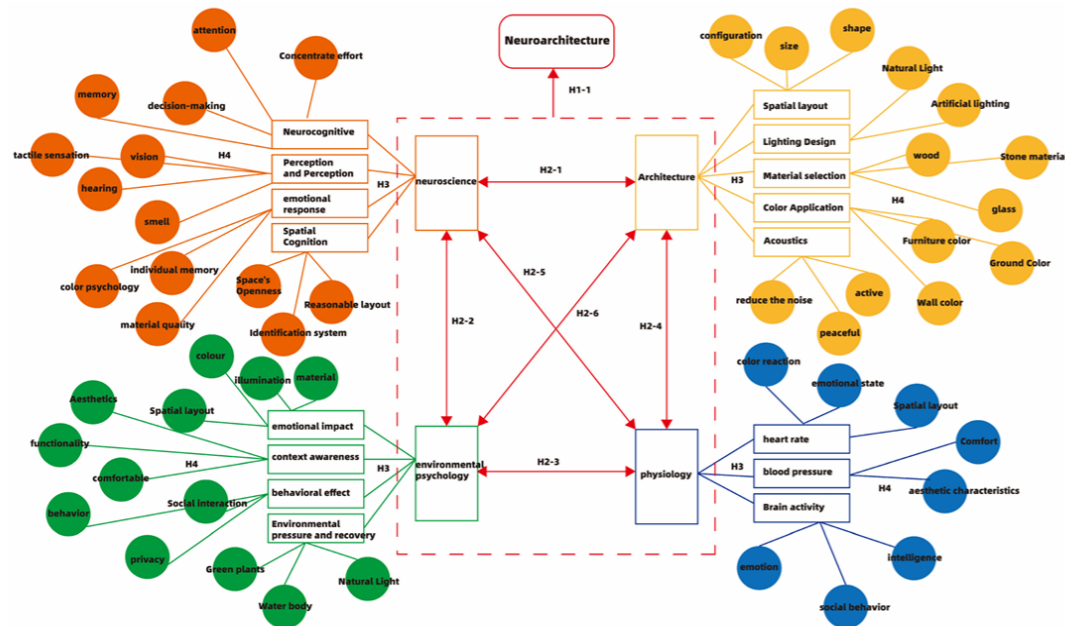 Neuroarchitecture
H1-1
attention
Concentrate effort
memory
decision-making
tactile sensation
vision
hearing
smell
color psychology
individual memory
material quality
Space's
Openness
Reasonable layout
Identification system
H4
Neurocognitive
Perception
and Perception
emotional
response
Spatial
Cognition
H3
neuroscience
H2-1
Architecture
H3
configuration
size
shape
Natural Light
Artificial lighting
wood
Stone material
glass
Furniture color
Ground Color
Wall color
active
reduce the noise
peaceful
H4
Spatial layout
Lighting Design
Material selection
Color Application
Acoustics
H2-2
H2-5
H2-6
H2-4
colour
illumination
material
Aesthetics
Spatial layout
functionality
comfortable
behavior
Social interaction
privacy
Green plants
Water body
Natural Light
H4
emotional impact
context awareness
behavioral effect
Environmental
pressure and recovery
H3
environmental
psychology
H2-3
physiology
H3
heart rate
blood pressure
Brain activity
color reaction
emotional state
Spatial layout
Comfort
aesthetic characteristics
H4
intelligence
emotion
social behavior